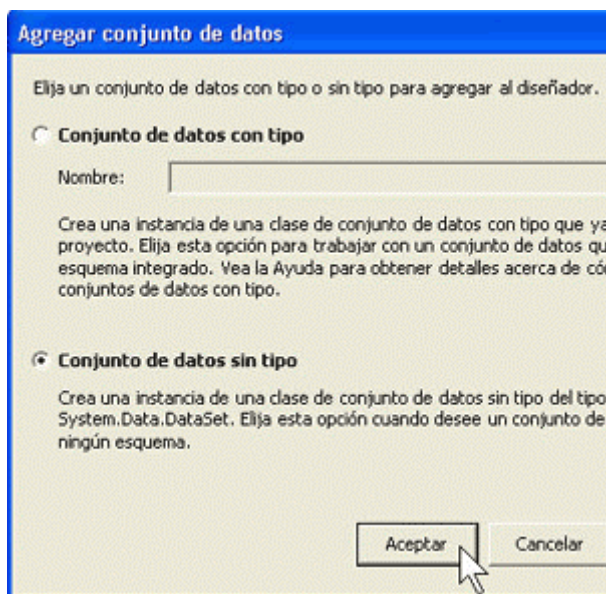 Agregar conjunto de datos
Elija un conjunto de datos con tipo o sin tipo para agregar al diseñador.
Conjunto de datos con tipo
Nombre:
Crea una instancia de una clase de conjunto de datos con tipo que ya
proyecto. Elija esta opción para trabajar con un conjunto de datos qu
esquema integrado. Vea la Ayuda para obtener detalles acerca de có
conjuntos de datos con tipo.
Conjunto de datos sin tipo
Crea una instancia de una clase de conjunto de datos sin tipo del tipo
System.Data.DataSet. Elija esta opción cuando desee un conjunto de
ningún esquema.
Aceptar Cancelar